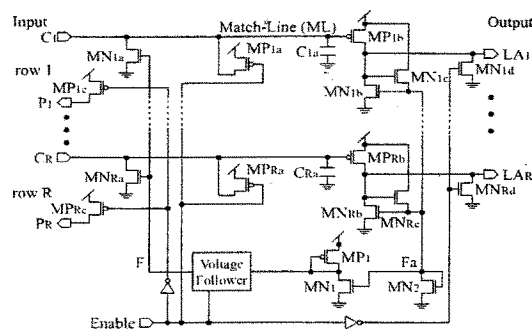 Input
Match-Line (ML)
Output
C1
MN1a
MP1a
C1a
MP1b
MN1c
LA1
row 1
MP1c
MN1b
MN1d
P1
CR
MNRa
MPRa
CRa
MPRb
LAR
row R
MPRc
MNRb
MNRc
MNRd
PR
F
Voltage
Follower
MP1
MN1
Fa
MN2
Enable